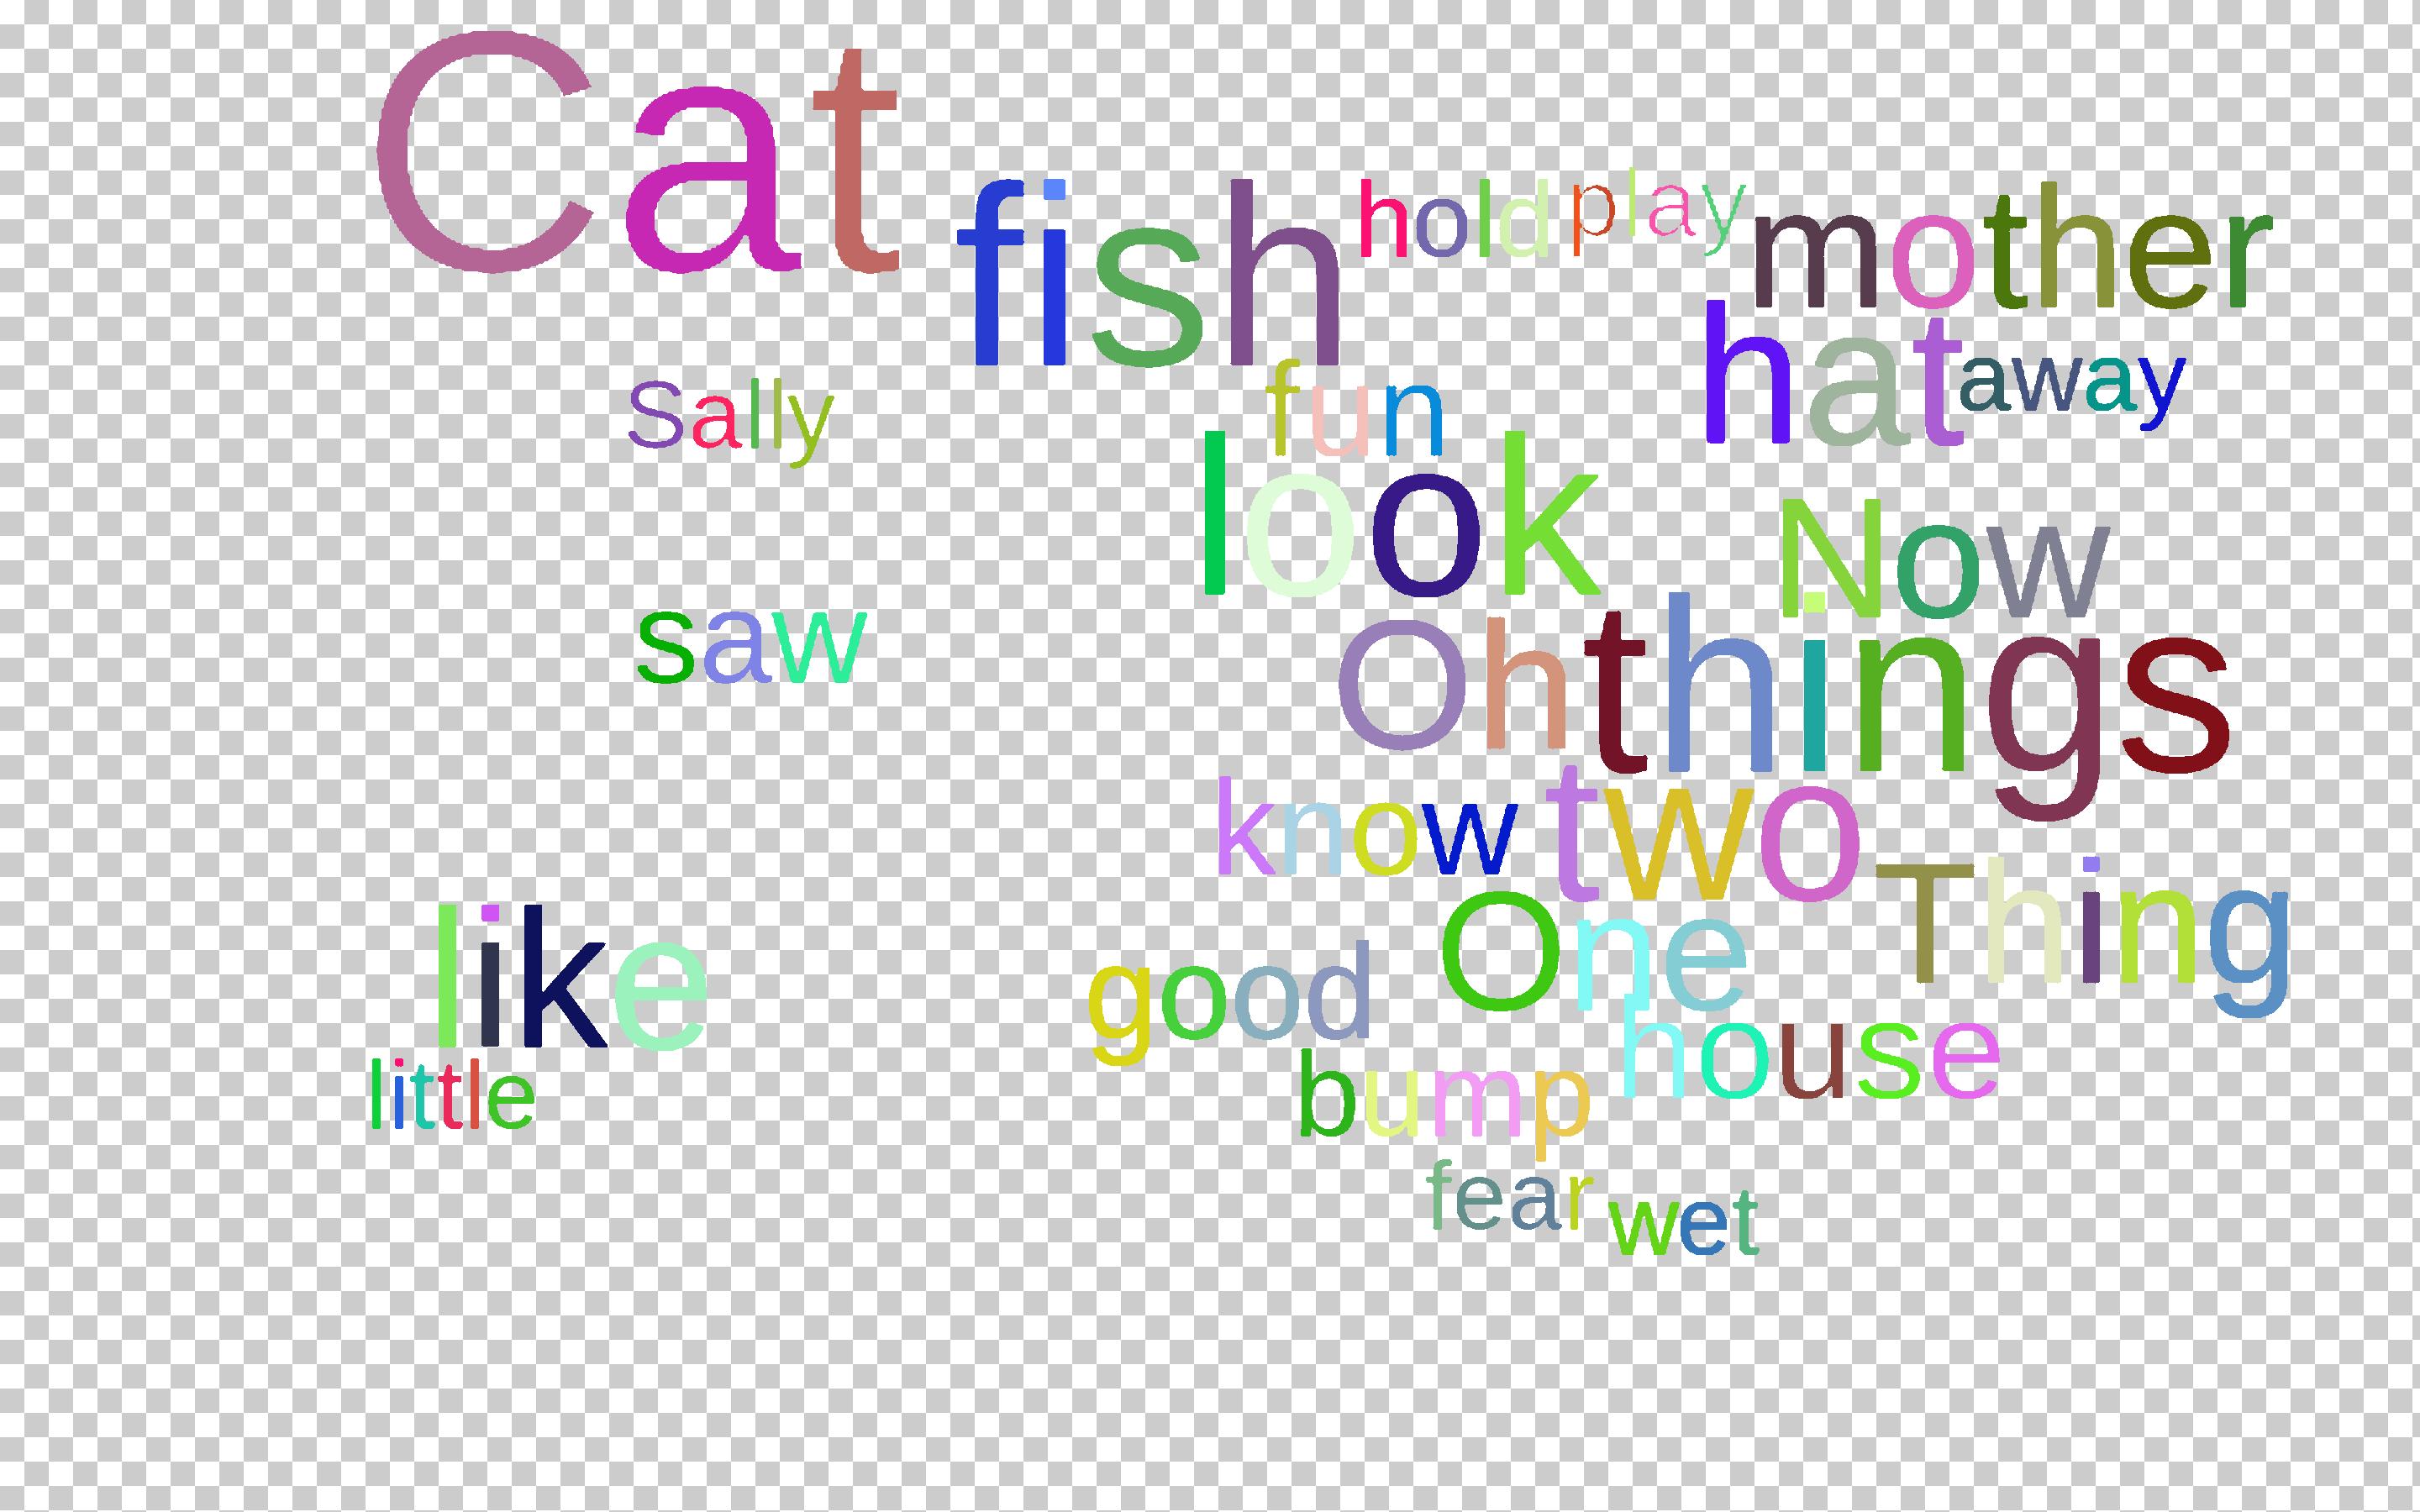 Cat
fish hold play mother
Sally fun hat away
look Now
saw Oh things
know two
like good One Thing
little bump house
fear wet